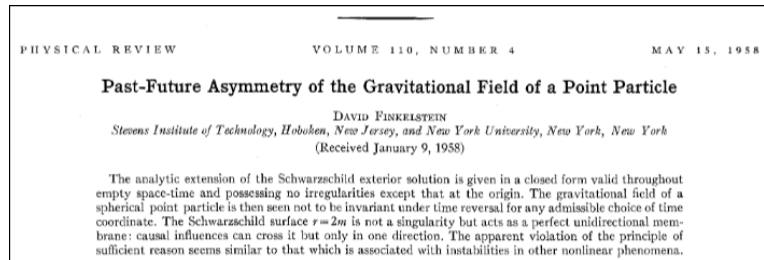 PHYSICAL REVIEW VOLUME 110, NUMBER 4 MAY 15, 1958
Past-Future Asymmetry of the Gravitational Field of a Point Particle
DAVID FINKELSTEIN
Stevens Institute of Technology, Hoboken, New Jersey, and New York University, New York, New York
(Received January 9, 1958)
The analytic extension of the Schwarzschild exterior solution is given in a closed form valid throughout
empty space-time and possessing no irregularities except that at the origin. The gravitational field of a
spherical point particle is then seen not to be invariant under time reversal for any admissible choice of time
coordinate. The Schwarzschild surface r=2m is not a singularity but acts as a perfect unidirectional mem-
brane: causal influences can cross it but only in one direction. The apparent violation of the principle of
sufficient reason seems similar to that which is associated with instabilities in other nonlinear phenomena.